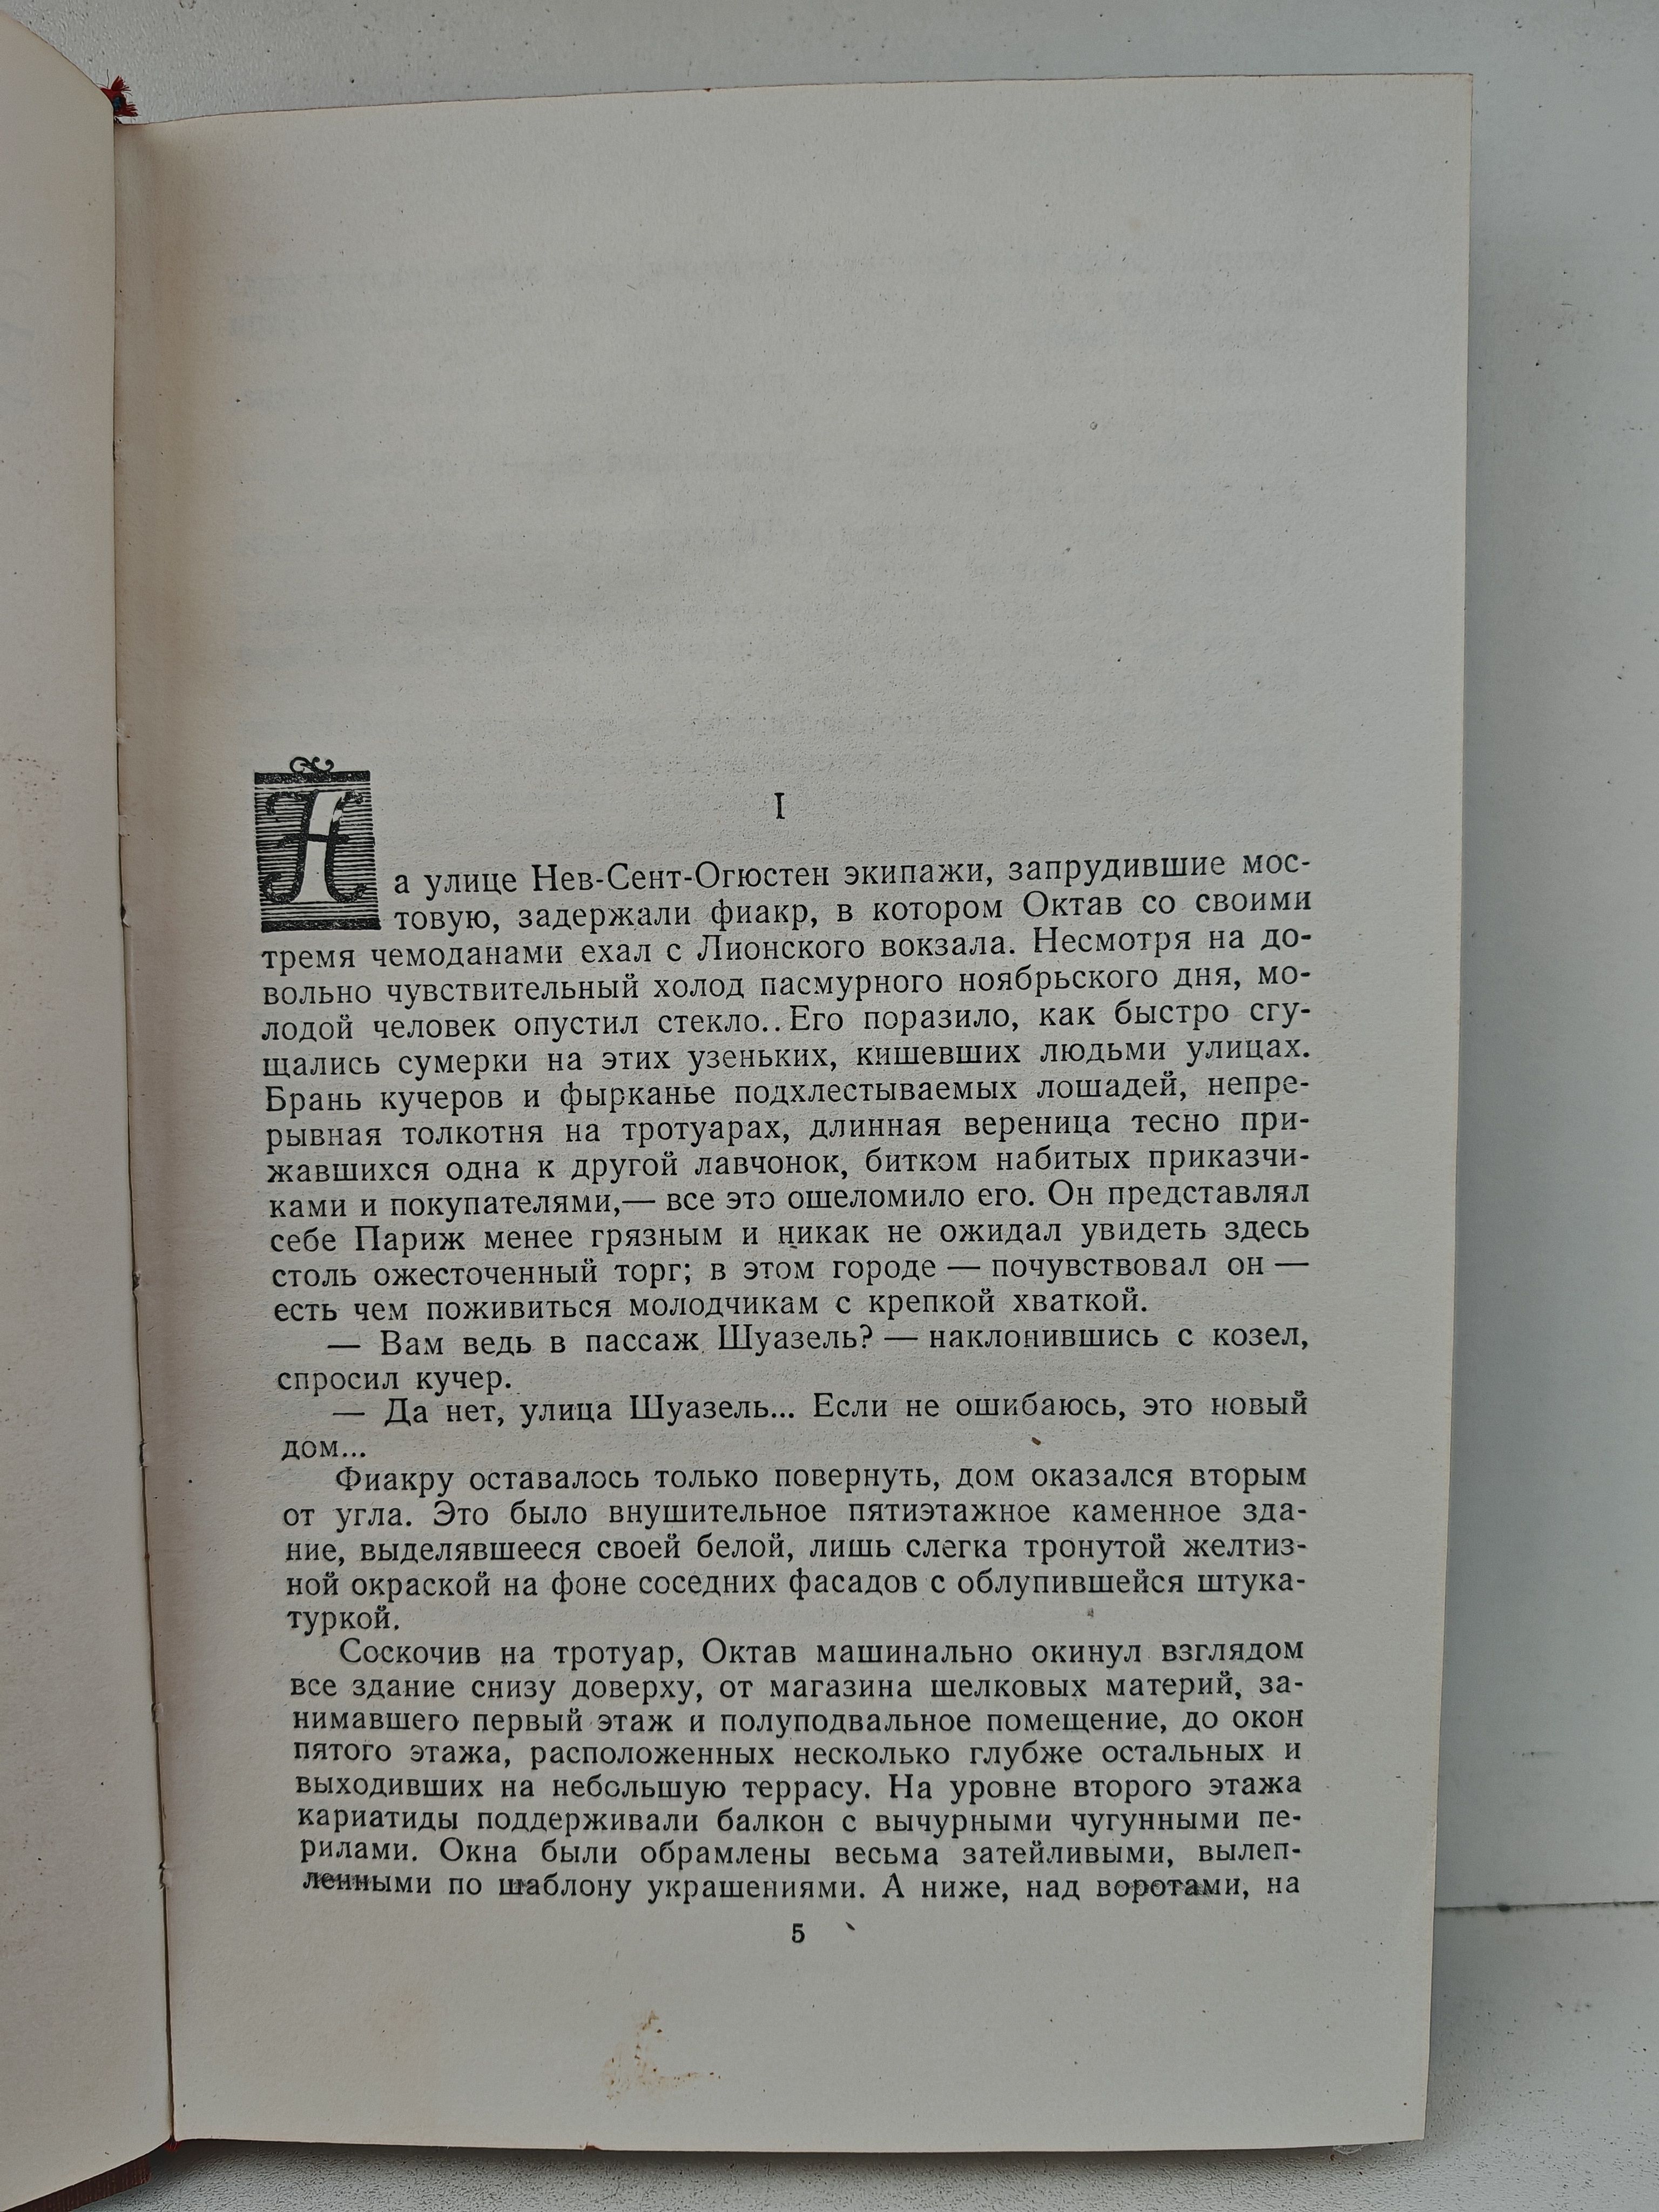 I
На улице Нев-Сент-Огюстен экипажи, запрудившие мос-
товую, задержали фиакр, в котором Октав со своими
тремя чемоданами ехал с Лионского вокзала. Несмотря на до-
вольно чувствительный холод пасмурного ноябрьского дня, мо-
лодой человек опустил стекло.. Его поразило, как быстро сгу-
щались сумерки на этих узеньких, кишевших людьми улицах.
Брань кучеров и фырканье подхлестываемых лошадей, непре-
рывная толкотня на тротуарах, длинная вереница тесно при-
жавшихся одна к другой лавчонок, битком набитых приказчи-
ками и покупателями,— все это ошеломило его. Он представлял
себе Париж менее грязным и никак не ожидал увидеть здесь
столь ожесточенный торг; в этом городе — почувствовал он —
есть чем поживиться молодчикам с крепкой хваткой.
— Вам ведь в пассаж Шуазель? — наклонившись с козел,
спросил кучер.
— Да нет, улица Шуазель... Если не ошибаюсь, это новый
дом...
Фиакру оставалось только повернуть, дом оказался вторым
от угла. Это было внушительное пятиэтажное каменное зда-
ние, выделявшееся своей белой, лишь слегка тронутой желтиз-
ной окраской на фоне соседних фасадов с облупившейся штука-
туркой.
Соскочив на тротуар, Октав машинально окинул взглядом
все здание снизу доверху, от магазина шелковых материй, за-
нимавшего первый этаж и полуподвальное помещение, до окон
пятого этажа, расположенных несколько глубже остальных и
выходивших на небольшую террасу. На уровне второго этажа
кариатиды поддерживали балкон с вычурными чугунными пе-
рилами. Окна были обрамлены весьма затейливыми, вылеп-
ленными по шаблону украшениями. А ниже, над воротами, на
5